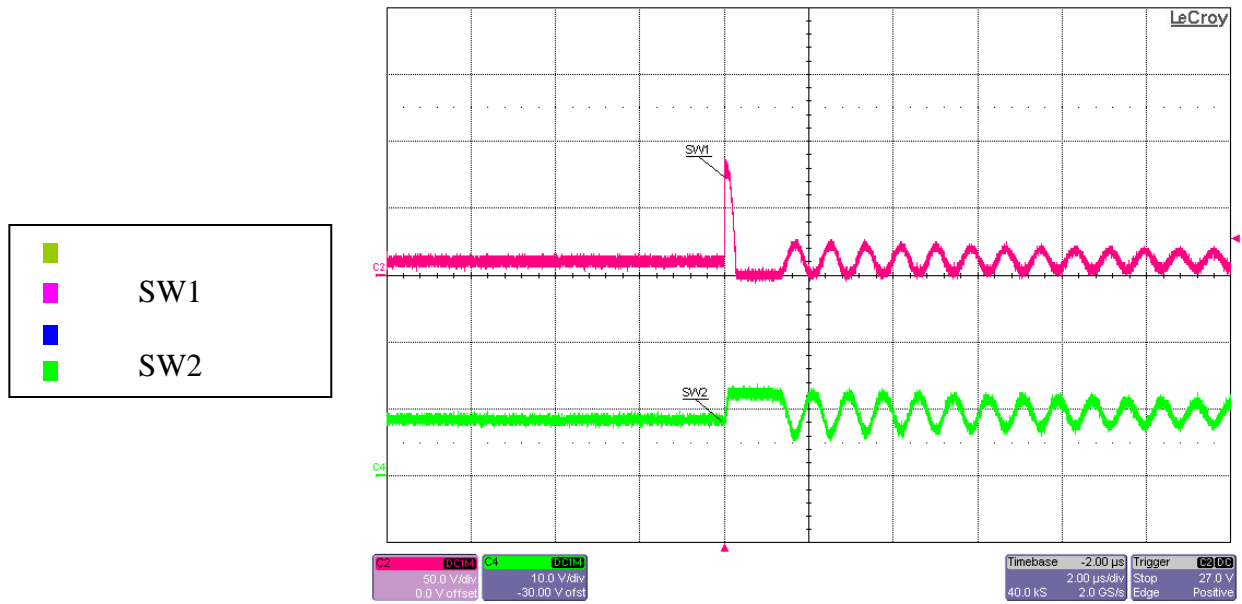 LeCroy
SW1
SW1
C2
SW2
SW2
C4
C2 DC1M
50.0 V/div
0.0 V offset
C4 DC1M
10.0 V/div
-30.00 V ofst
Timebase -2.00 µs
2.00 µs/div
40.0 kS 2.0 GS/s
Trigger C2 DC
Stop 27.0 V
Edge Positive